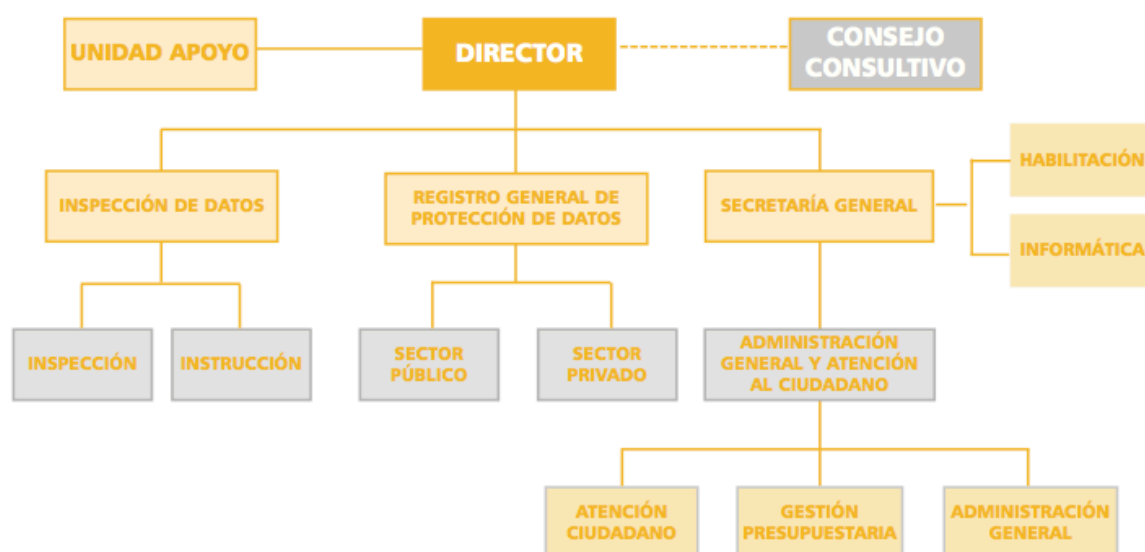 UNIDAD APOYO
DIRECTOR
CONSEJO
CONSULTIVO
HABILITACIÓN
INFORMÁTICA
INSPECCIÓN DE DATOS
REGISTRO GENERAL DE
PROTECCIÓN DE DATOS
SECRETARÍA GENERAL
INSPECCIÓN
INSTRUCCIÓN
SECTOR
PÚBLICO
SECTOR
PRIVADO
ADMINISTRACIÓN
GENERAL Y ATENCIÓN
AL CIUDADANO
ATENCIÓN
CIUDADANO
GESTIÓN
PRESUPUESTARIA
ADMINISTRACIÓN
GENERAL